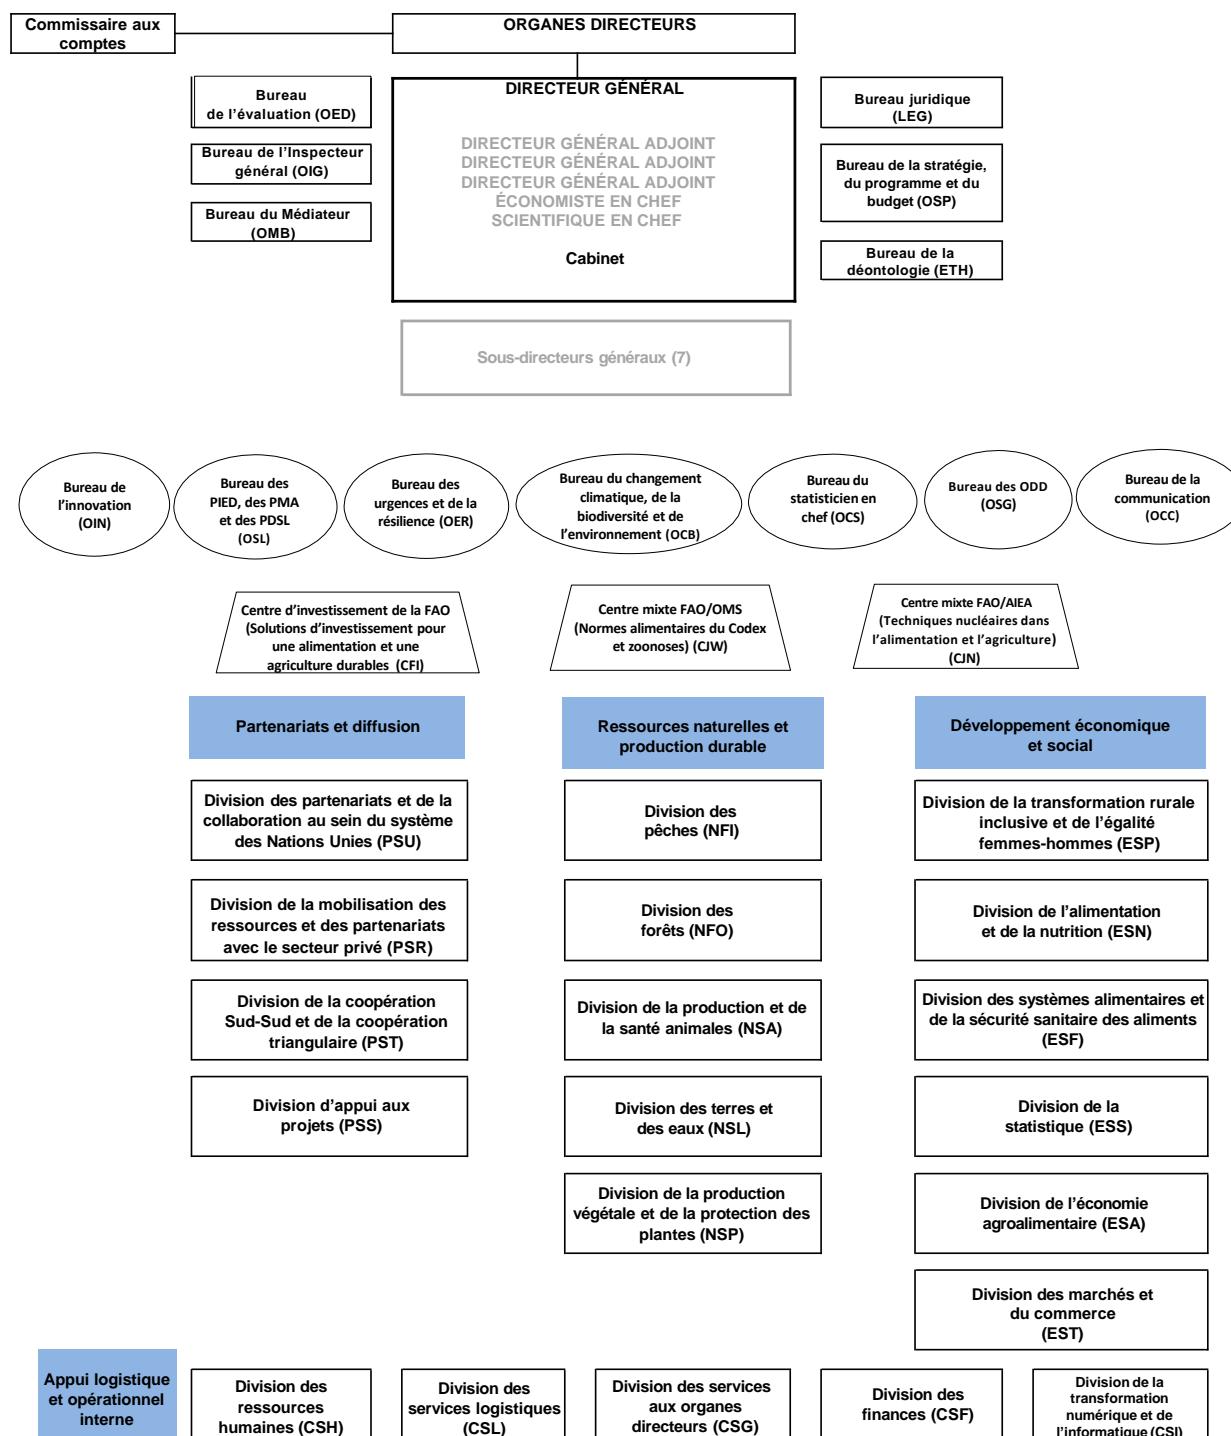 Commissaire aux
comptes
ORGANES DIRECTEURS
Bureau
de l'évaluation (OED)
Bureau de l'Inspecteur
général (OIG)
Bureau du Médiateur
(OMB)
DIRECTEUR GÉNÉRAL
DIRECTEUR GÉNÉRAL ADJOINT
DIRECTEUR GÉNÉRAL ADJOINT
DIRECTEUR GÉNÉRAL ADJOINT
ÉCONOMISTE EN CHEF
SCIENTIFIQUE EN CHEF
Cabinet
Bureau juridique
(LEG)
Bureau de la stratégie,
du programme et du
budget (OSP)
Bureau de la
déontologie (ETH)
Sous-directeurs généraux (7)
Bureau de
l'innovation
(OIN)
Bureau des
PIED, des PMA
et des PDSL
(OSL)
Bureau des
urgences et de la
résilience (OER)
Bureau du changement
climatique, de la
biodiversité et de
l'environnement (OCB)
Bureau du
statisticien en
chef (OCS)
Bureau des ODD
(OSG)
Bureau de la
communication
(OCC)
Centre d'investissement de la FAO
(Solutions d'investissement pour
une alimentation et une
agriculture durables (CFI)
Centre mixte FAO/OMS
(Normes alimentaires du Codex
et zoonoses) (CJW)
Centre mixte FAO/AIEA
(Techniques nucléaires dans
l'alimentation et l'agriculture)
(CJN)
Partenariats et diffusion
Division des partenariats et de la
collaboration au sein du système
des Nations Unies (PSU)
Division de la mobilisation des
ressources et des partenariats
avec le secteur privé (PSR)
Division de la coopération
Sud-Sud et de la coopération
triangulaire (PST)
Division d'appui aux
projets (PSS)
Ressources naturelles et
production durable
Division des
pêches (NFI)
Division des
forêts (NFO)
Division de la production et de
la santé animales (NSA)
Division des terres et
des eaux (NSL)
Division de la production
végétale et de la protection des
plantes (NSP)
Développement économique
et social
Division de la transformation rurale
inclusive et de l'égalité
femmes-hommes (ESP)
Division de l'alimentation
et de la nutrition (ESN)
Division des systèmes alimentaires et
de la sécurité sanitaire des aliments
(ESF)
Division de la
statistique (ESS)
Division de l'économie
agroalimentaire (ESA)
Division des marchés et
du commerce
(EST)
Appui logistique
et opérationnel
interne
Division des
ressources
humaines (CSH)
Division des
services logistiques
(CSL)
Division des services
aux organes
directeurs (CSG)
Division des
finances (CSF)
Division de la
transformation
numérique et de
l'informatique (CSI)